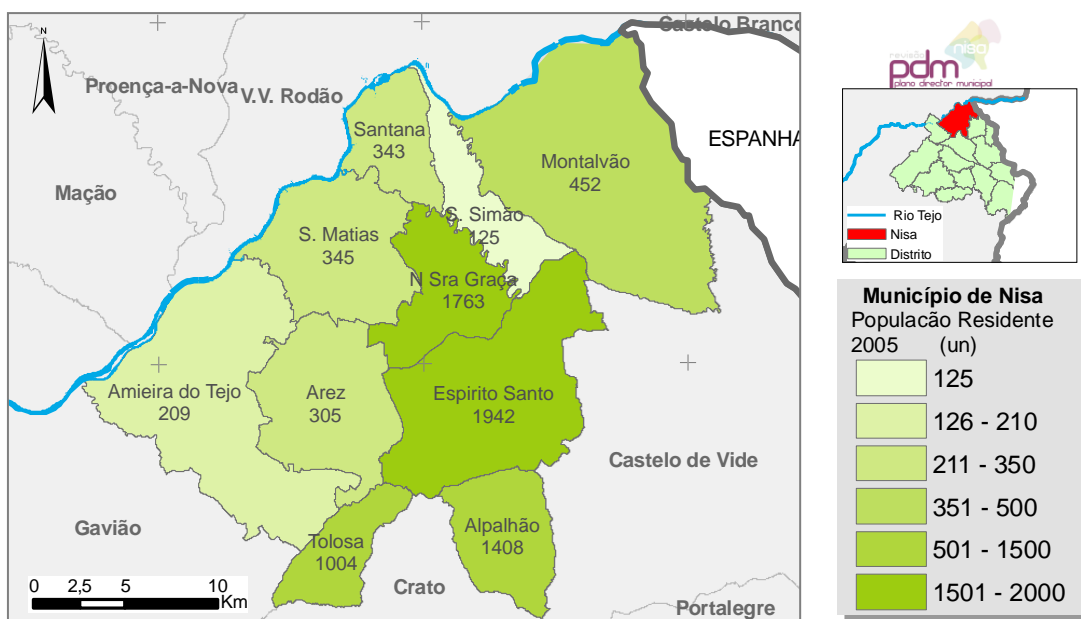 Castelo Branco
N
Proença-a-Nova
V.V. Rodão
Santana
343
ESPANHA
Montalvão
452
Mação
S. Simão
125
S. Matias
345
N Sra Graça
1763
Amieira do Tejo
209
Arez
305
Espirito Santo
1942
Castelo de Vide
Gavião
Alpalhão
1408
Tolosa
1004
Crato
Portalegre
0 2,5 5 10
Km
revisão
nisa
pdm
plano director municipal
Rio Tejo
Nisa
Distrito
Município de Nisa
Populacão Residente
2005 (un)
125
126 - 210
211 - 350
351 - 500
501 - 1500
1501 - 2000